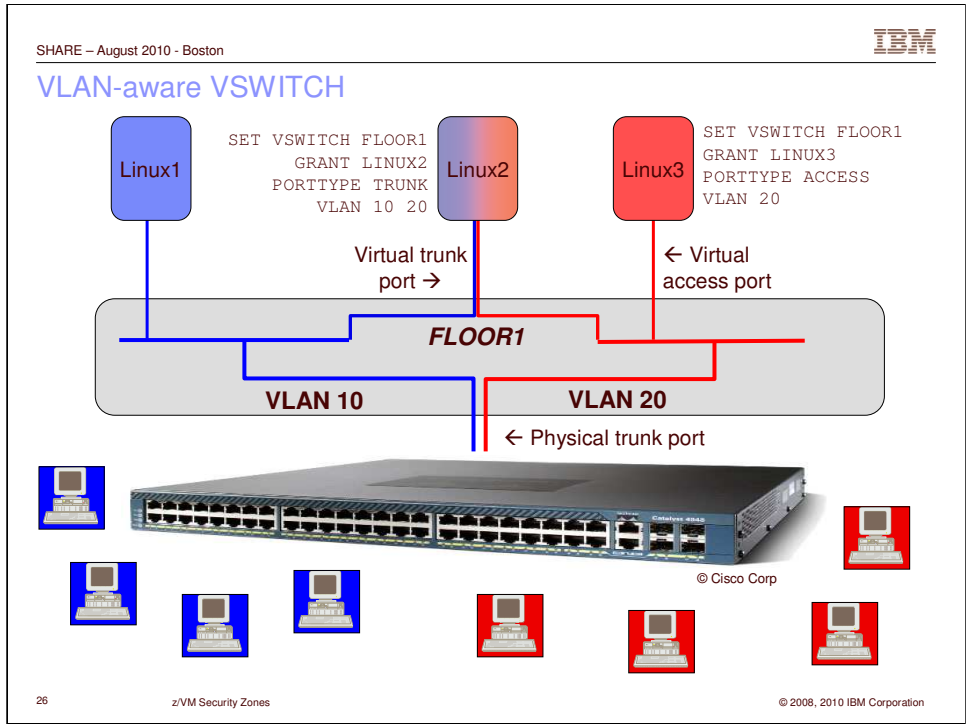 SHARE – August 2010 - Boston
IBM
VLAN-aware VSWITCH
Linux1
SET VSWITCH FLOOR1
GRANT LINUX2
PORTTYPE TRUNK
VLAN 10 20
Linux2
Linux3
SET VSWITCH FLOOR1
GRANT LINUX3
PORTTYPE ACCESS
VLAN 20
Virtual trunk
port →
← Virtual
access port
FLOOR1
VLAN 10
VLAN 20
← Physical trunk port
Catalyst 4948
© Cisco Corp
26
z/VM Security Zones
© 2008, 2010 IBM Corporation